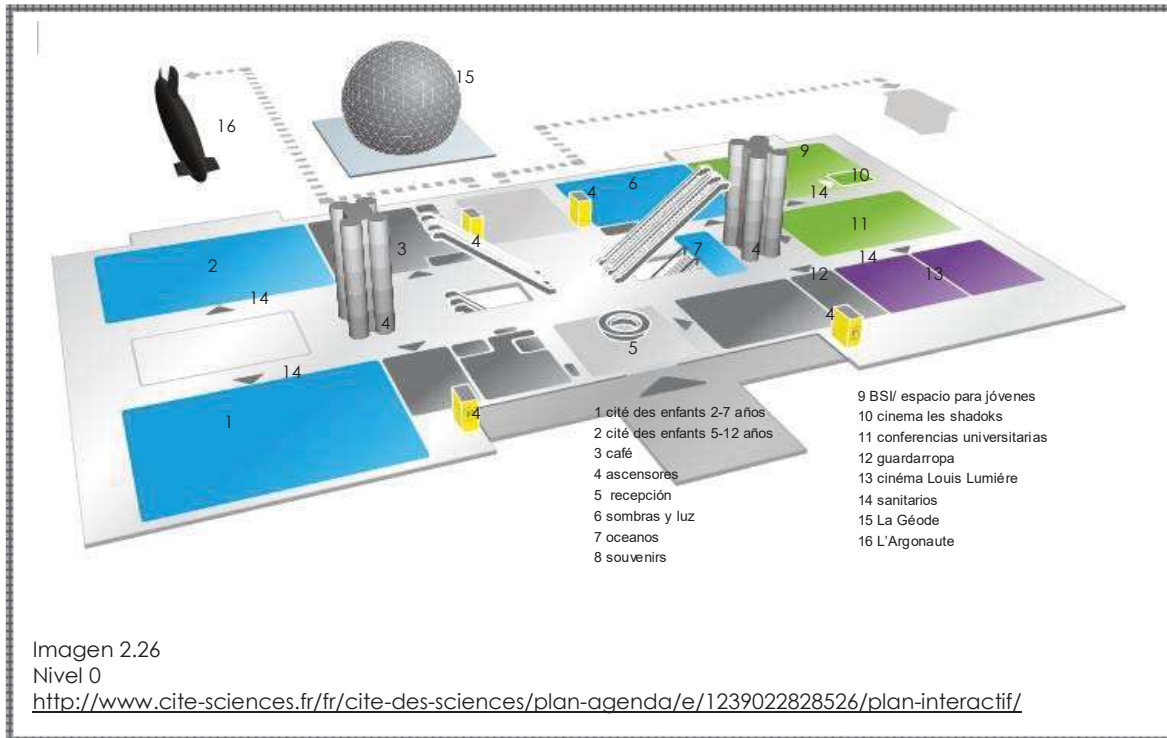 15
16
9
10
4
6
14
3
4
11
7
4
2
14
13
12
14
4
4
5
14
1
4
1 cité des enfants 2-7 años
2 cité des enfants 5-12 años
3 café
4 ascensores
5 recepción
6 sombras y luz
7 oceanos
8 souvenirs
9 BSI/ espacio para jóvenes
10 cinema les shadoks
11 conferencias universitarias
12 guardarropa
13 cinéma Louis Lumiére
14 sanitarios
15 La Géode
16 L'Argonaute
Imagen 2.26
Nivel 0
http://www.cite-sciences.fr/fr/cite-des-sciences/plan-agenda/e/1239022828526/plan-interactif/